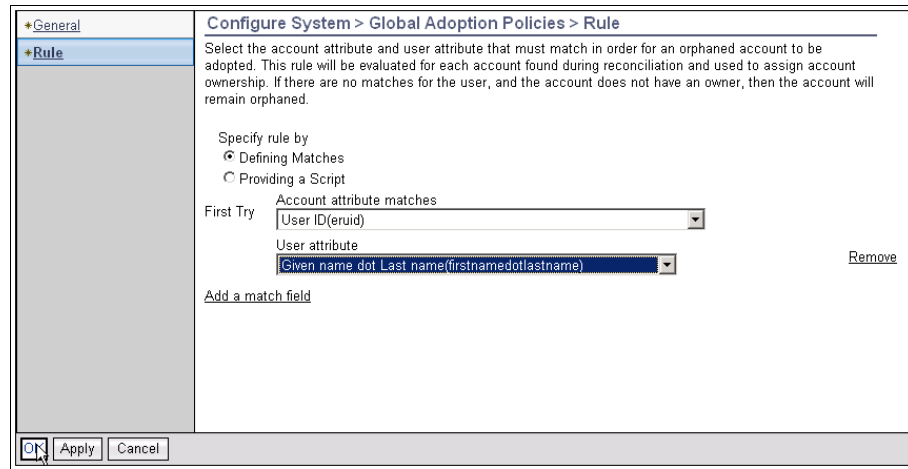 *General
*Rule
Configure System > Global Adoption Policies > Rule
Select the account attribute and user attribute that must match in order for an orphaned account to be
adopted. This rule will be evaluated for each account found during reconciliation and used to assign account
ownership. If there are no matches for the user, and the account does not have an owner, then the account will
remain orphaned.
Specify rule by
Defining Matches
Providing a Script
First Try
Account attribute matches
User ID(eruid)
User attribute
Given name dot Last name(firstnamedotlastname)
Remove
Add a match field
OK Apply Cancel